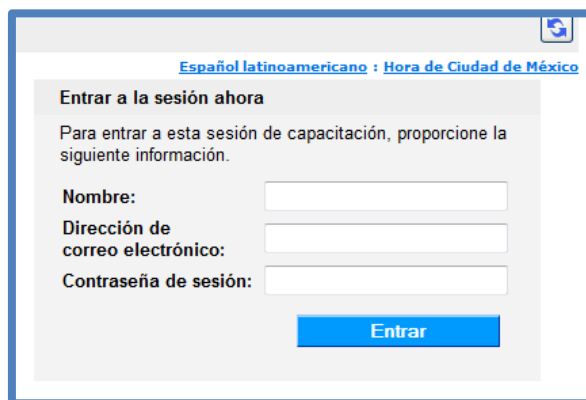 Español latinoamericano : Hora de Ciudad de México
Entrar a la sesión ahora
Para entrar a esta sesión de capacitación, proporcione la
siguiente información.
Nombre:
Dirección de
correo electrónico:
Contraseña de sesión:
Entrar